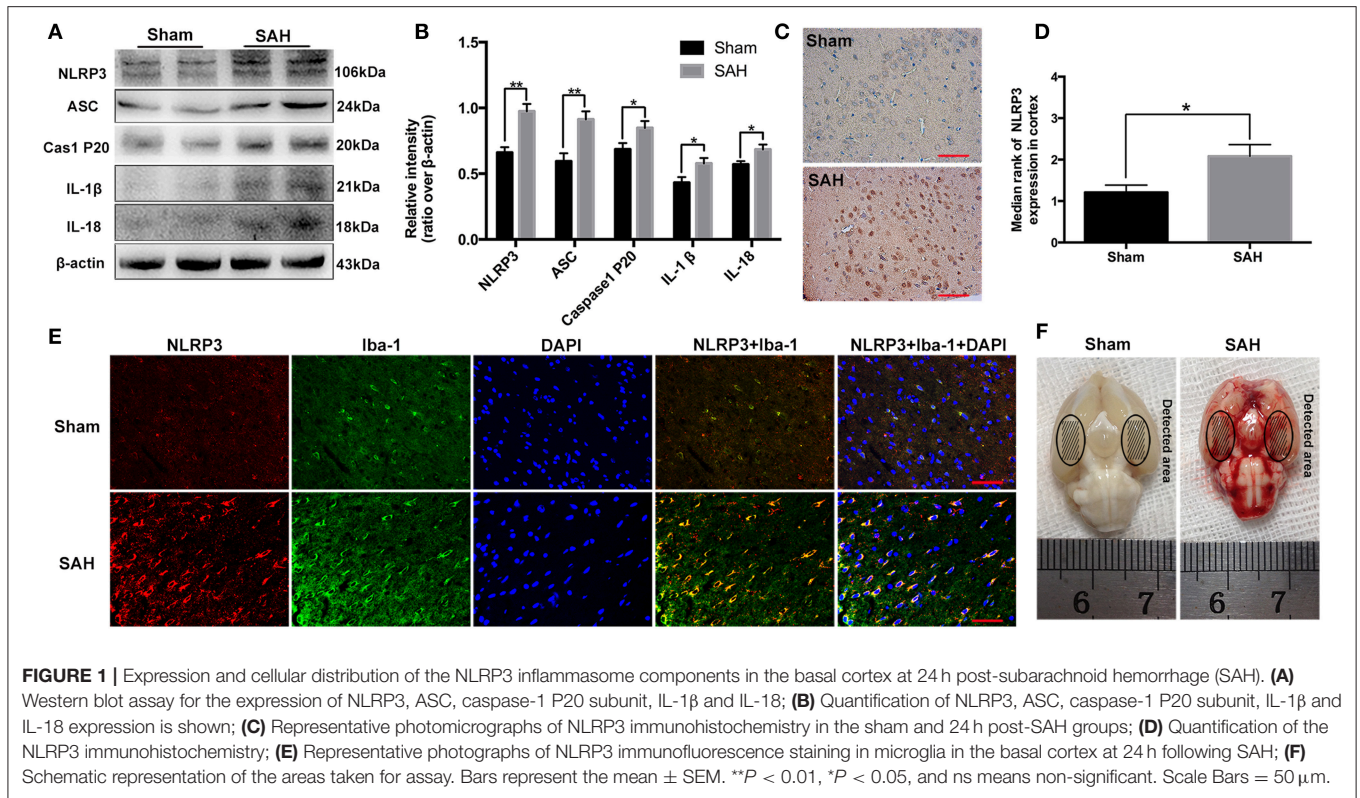 A
Sham SAH
NLRP3 106kDa
ASC 24kDa
Cas1 P20 20kDa
IL-1β 21kDa
IL-18 18kDa
β-actin 43kDa
B
Relative intensity
(ratio over β-actin)
1.5
1.0
0.5
0.0
Sham
SAH
** ** * * *
NLRP3 ASC Caspase1 P20 IL-1 β IL-18
C
Sham
SAH
D
Median rank of NLRP3
expression in cortex
4
3
2
1
0
*
Sham SAH
E
NLRP3 Iba-1 DAPI NLRP3+Iba-1 NLRP3+Iba-1+DAPI
Sham
SAH
F
Sham SAH
Detected area Detected area
6 7 6 7
FIGURE 1 | Expression and cellular distribution of the NLRP3 inflammasome components in the basal cortex at 24 h post-subarachnoid hemorrhage (SAH). (A)
Western blot assay for the expression of NLRP3, ASC, caspase-1 P20 subunit, IL-1β and IL-18; (B) Quantification of NLRP3, ASC, caspase-1 P20 subunit, IL-1β and
IL-18 expression is shown; (C) Representative photomicrographs of NLRP3 immunohistochemistry in the sham and 24 h post-SAH groups; (D) Quantification of the
NLRP3 immunohistochemistry; (E) Representative photographs of NLRP3 immunofluorescence staining in microglia in the basal cortex at 24 h following SAH; (F)
Schematic representation of the areas taken for assay. Bars represent the mean ± SEM. **P < 0.01, *P < 0.05, and ns means non-significant. Scale Bars = 50 μm.